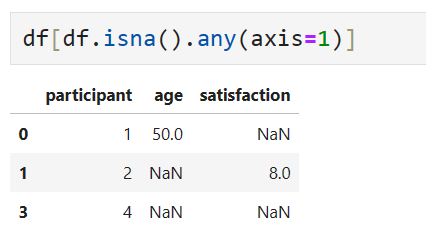 df[df.isna().any(axis=1)]
participant age satisfaction
0 1 50.0 NaN
1 2 NaN 8.0
3 4 NaN NaN